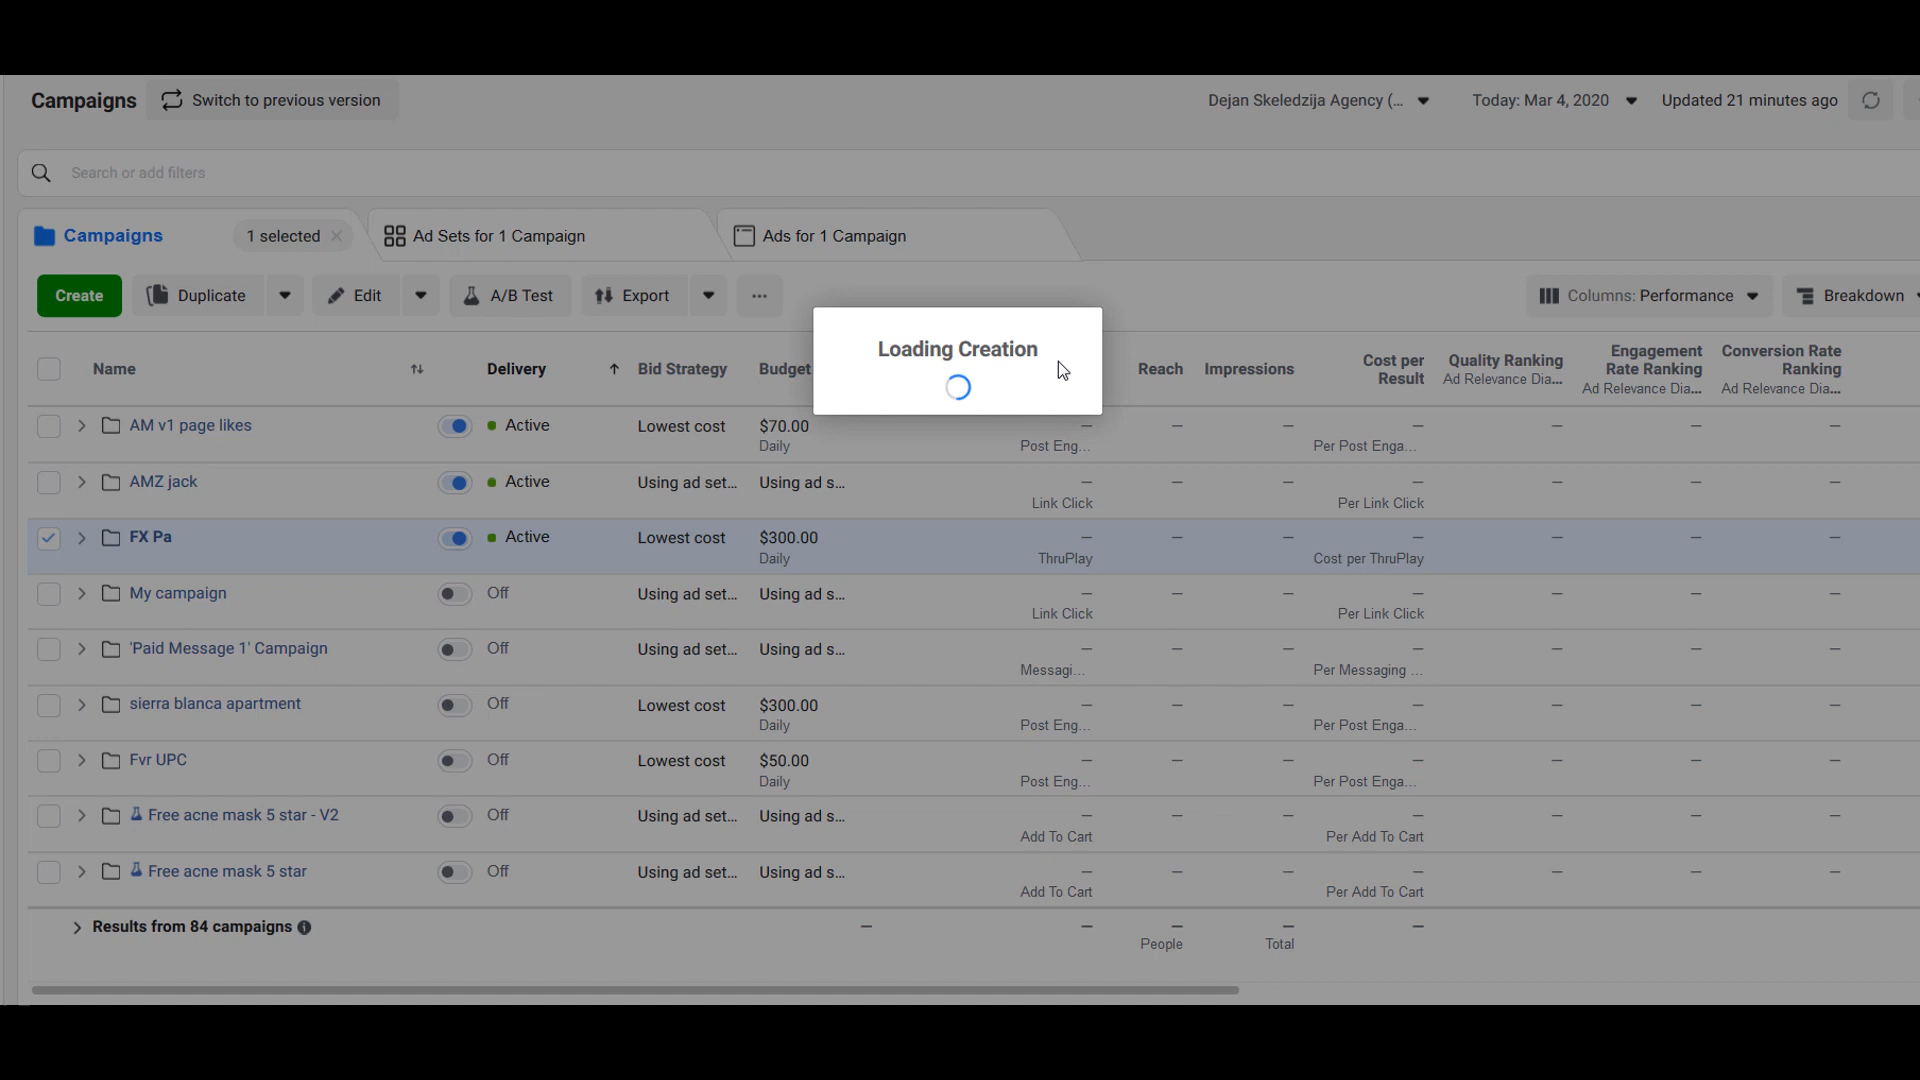 Campaigns Switch to previous version Dejan Skeledzija Agency (... Today: Mar 4, 2020 Updated 21 minutes ago
Search or add filters
Campaigns 1 selected Ad Sets for 1 Campaign Ads for 1 Campaign
Create Duplicate Edit A/B Test Export ... Columns: Performance Breakdown
Loading Creation
Name Delivery Bid Strategy Budget Reach Impressions Cost per Result Quality Ranking Ad Relevance Dia... Engagement Rate Ranking Ad Relevance Dia... Conversion Rate Ranking Ad Relevance Dia...
AM v1 page likes Active Lowest cost $70.00 — — — — — — —
Daily Post Eng... Per Post Enga...
AMZ jack Active Using ad set... Using ad s... — — — — — — —
Link Click Per Link Click
FX Pa Active Lowest cost $300.00 — — — — — — —
Daily ThruPlay Cost per ThruPlay
My campaign Off Using ad set... Using ad s... — — — — — — —
Link Click Per Link Click
'Paid Message 1' Campaign Off Using ad set... Using ad s... — — — — — — —
Messagi... Per Messaging ...
sierra blanca apartment Off Lowest cost $300.00 — — — — — — —
Daily Post Eng... Per Post Enga...
Fvr UPC Off Lowest cost $50.00 — — — — — — —
Daily Post Eng... Per Post Enga...
Free acne mask 5 star - V2 Off Using ad set... Using ad s... — — — — — — —
Add To Cart Per Add To Cart
Free acne mask 5 star Off Using ad set... Using ad s... — — — — — — —
Add To Cart Per Add To Cart
Results from 84 campaigns — — — — —
People Total